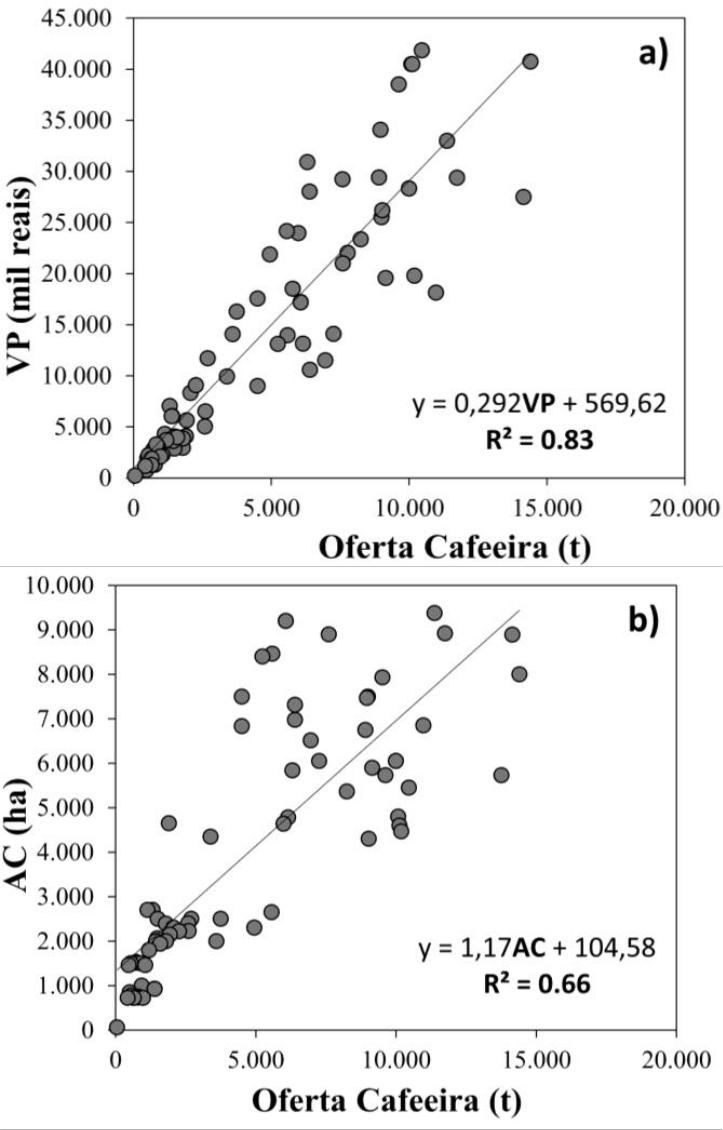 45.000
a)
40.000
35.000
30.000
25.000
20.000
15.000
10.000
5.000
0
VP (mil reais)
y = 0,292VP + 569,62
R² = 0.83
0 5.000 10.000 15.000 20.000
Oferta Cafeeira (t)
10.000
b)
9.000
8.000
7.000
6.000
5.000
4.000
3.000
2.000
1.000
0
AC (ha)
y = 1,17AC + 104,58
R² = 0.66
0 5.000 10.000 15.000 20.000
Oferta Cafeeira (t)